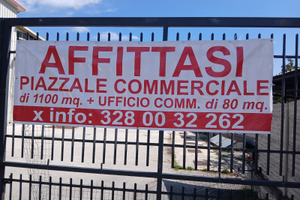 AFFITTASI
PIAZZALE COMMERCIALE
di 1100 mq. + UFFICIO COMM. di 80 mq.
x info: 328 00 32 262